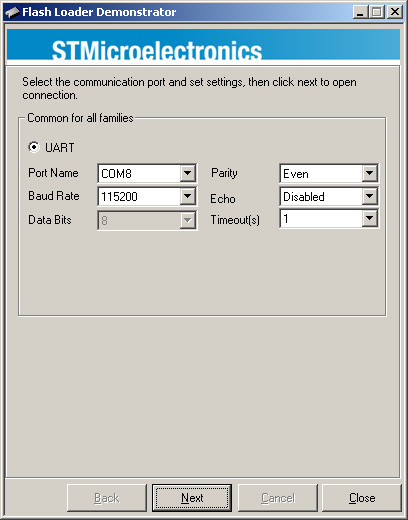 Flash Loader Demonstrator
STMicroelectronics
Select the communication port and set settings, then click next to open
connection.
Common for all families
UART
Port Name COM8 Parity Even
Baud Rate 115200 Echo Disabled
Data Bits 8 Timeout(s) 1
Back Next Cancel Close